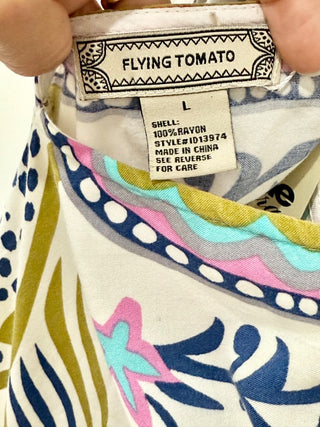 FLYING TOMATO
L
SHELL:
100%RAYON
STYLE#ID13974
MADE IN CHINA
SEE REVERSE
FOR CARE